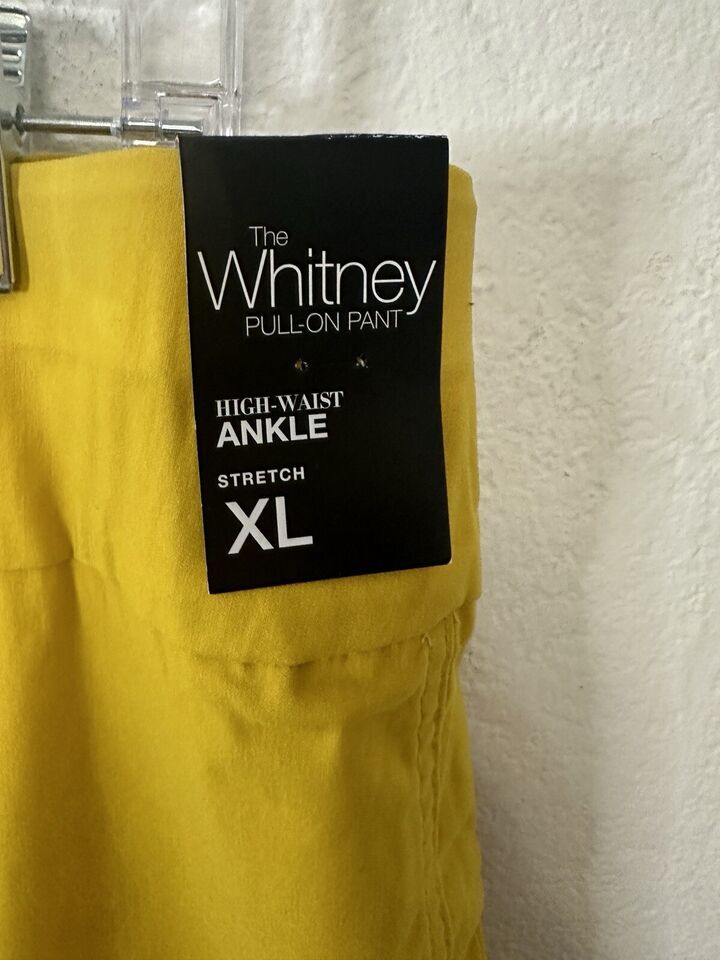 The
Whitney
PULL-ON PANT
HIGH-WAIST
ANKLE
STRETCH
XL